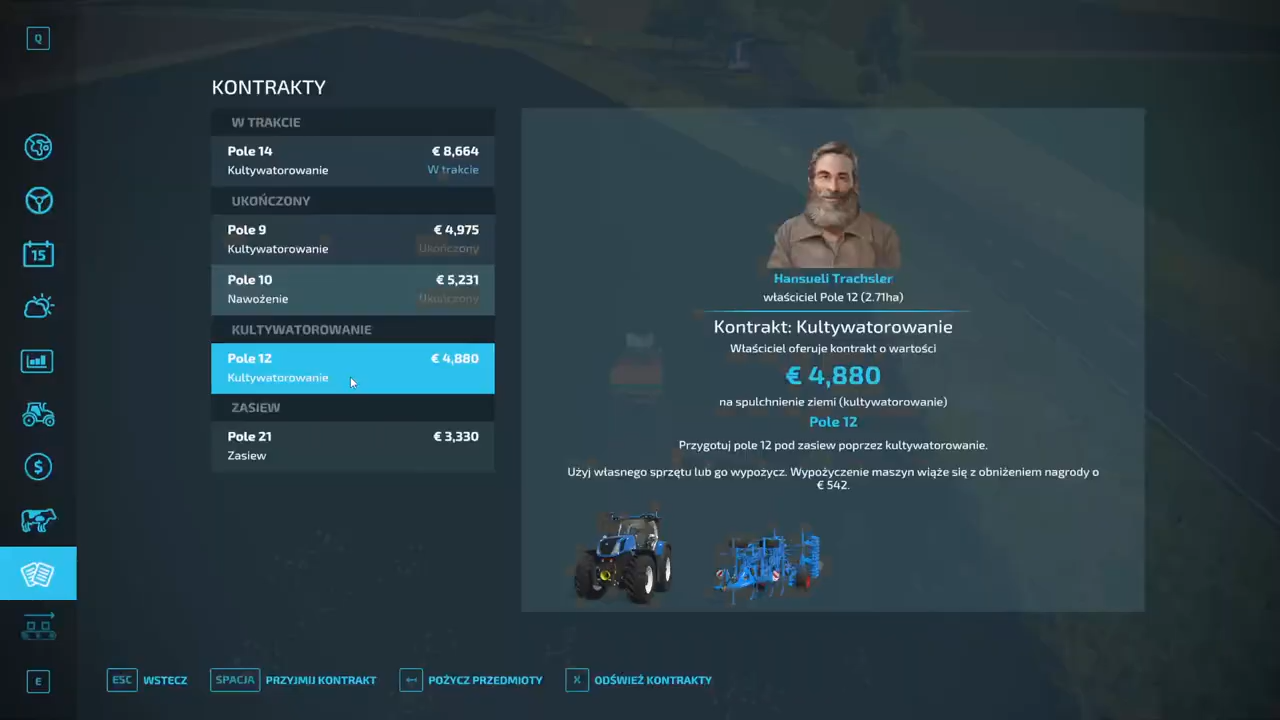 Q
KONTRAKTY
W TRAKCIE
Pole 14 € 8,664
Kultywatorowanie W trakcie
UKOŃCZONY
Pole 9 € 4,975
Kultywatorowanie Ukończony
Pole 10 € 5,231
Nawożenie Ukończony
KULTYWATOROWANIE
Pole 12 € 4,880
Kultywatorowanie
ZASIEW
Pole 21 € 3,330
Zasiew
15
Hansueli Trachsler
właściciel Pole 12 (2.71ha)
Kontrakt: Kultywatorowanie
Właściciel oferuje kontrakt o wartości
€ 4,880
na spulchnienie ziemi (kultywatorowanie)
Pole 12
Przygotuj pole 12 pod zasiew poprzez kultywatorowanie.
Użyj własnego sprzętu lub go wypożycz. Wypożyczenie maszyn wiąże się z obniżeniem nagrody o
€ 542.
E
ESC WSTECZ SPACJA PRZYJMIJ KONTRAKT POŻYCZ PRZEDMIOTY X ODŚWIEŻ KONTRAKTY